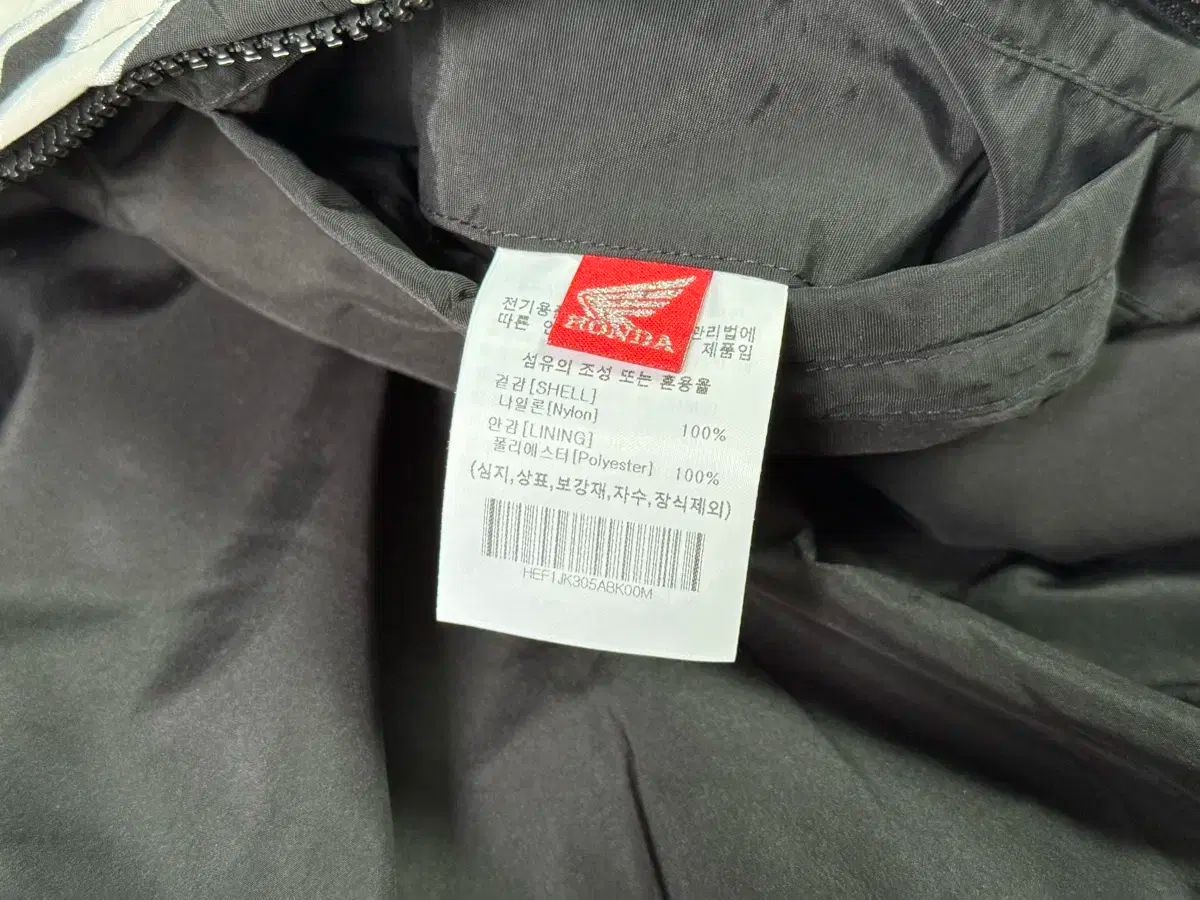 HONDA
전기용 관리법에
따른 제품임
섬유의 조성 또는 혼용율
겉감[SHELL]
나일론[Nylon] 100%
안감[LINING]
폴리에스터[Polyester] 100%
(심지,상표,보강재,자수,장식제외)
HEF1JK305ABK00M